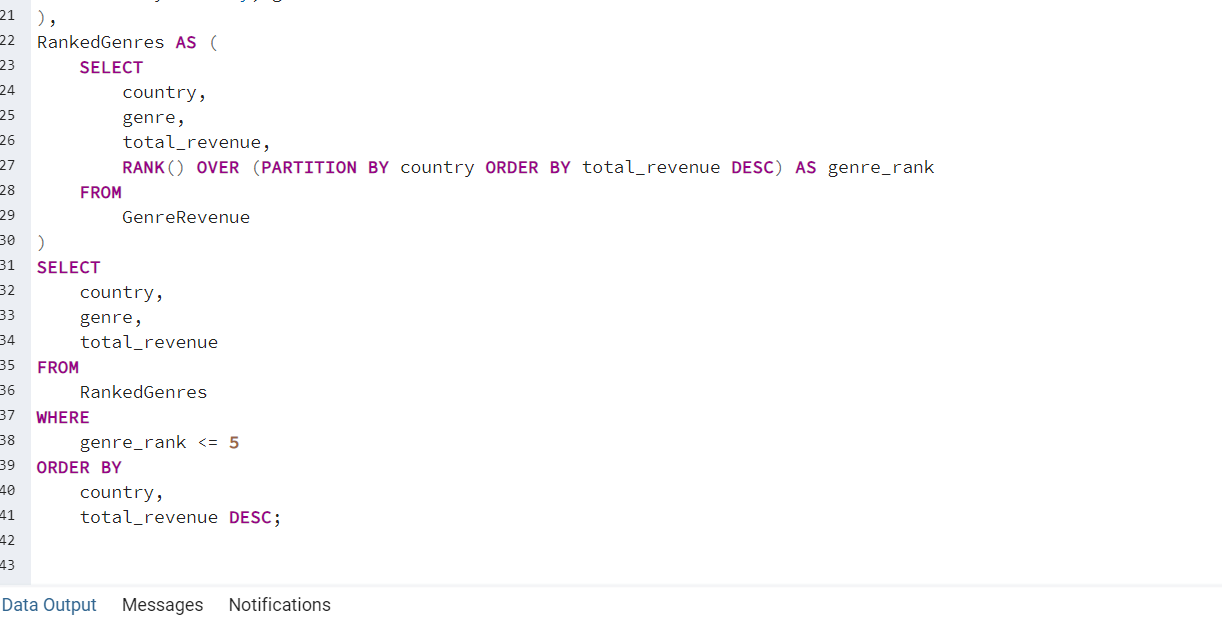 21 ),
22 RankedGenres AS (
23 SELECT
24 country,
25 genre,
26 total_revenue,
27 RANK() OVER (PARTITION BY country ORDER BY total_revenue DESC) AS genre_rank
28 FROM
29 GenreRevenue
30 )
31 SELECT
32 country,
33 genre,
34 total_revenue
35 FROM
36 RankedGenres
37 WHERE
38 genre_rank <= 5
39 ORDER BY
40 country,
41 total_revenue DESC;
42
43
Data Output Messages Notifications